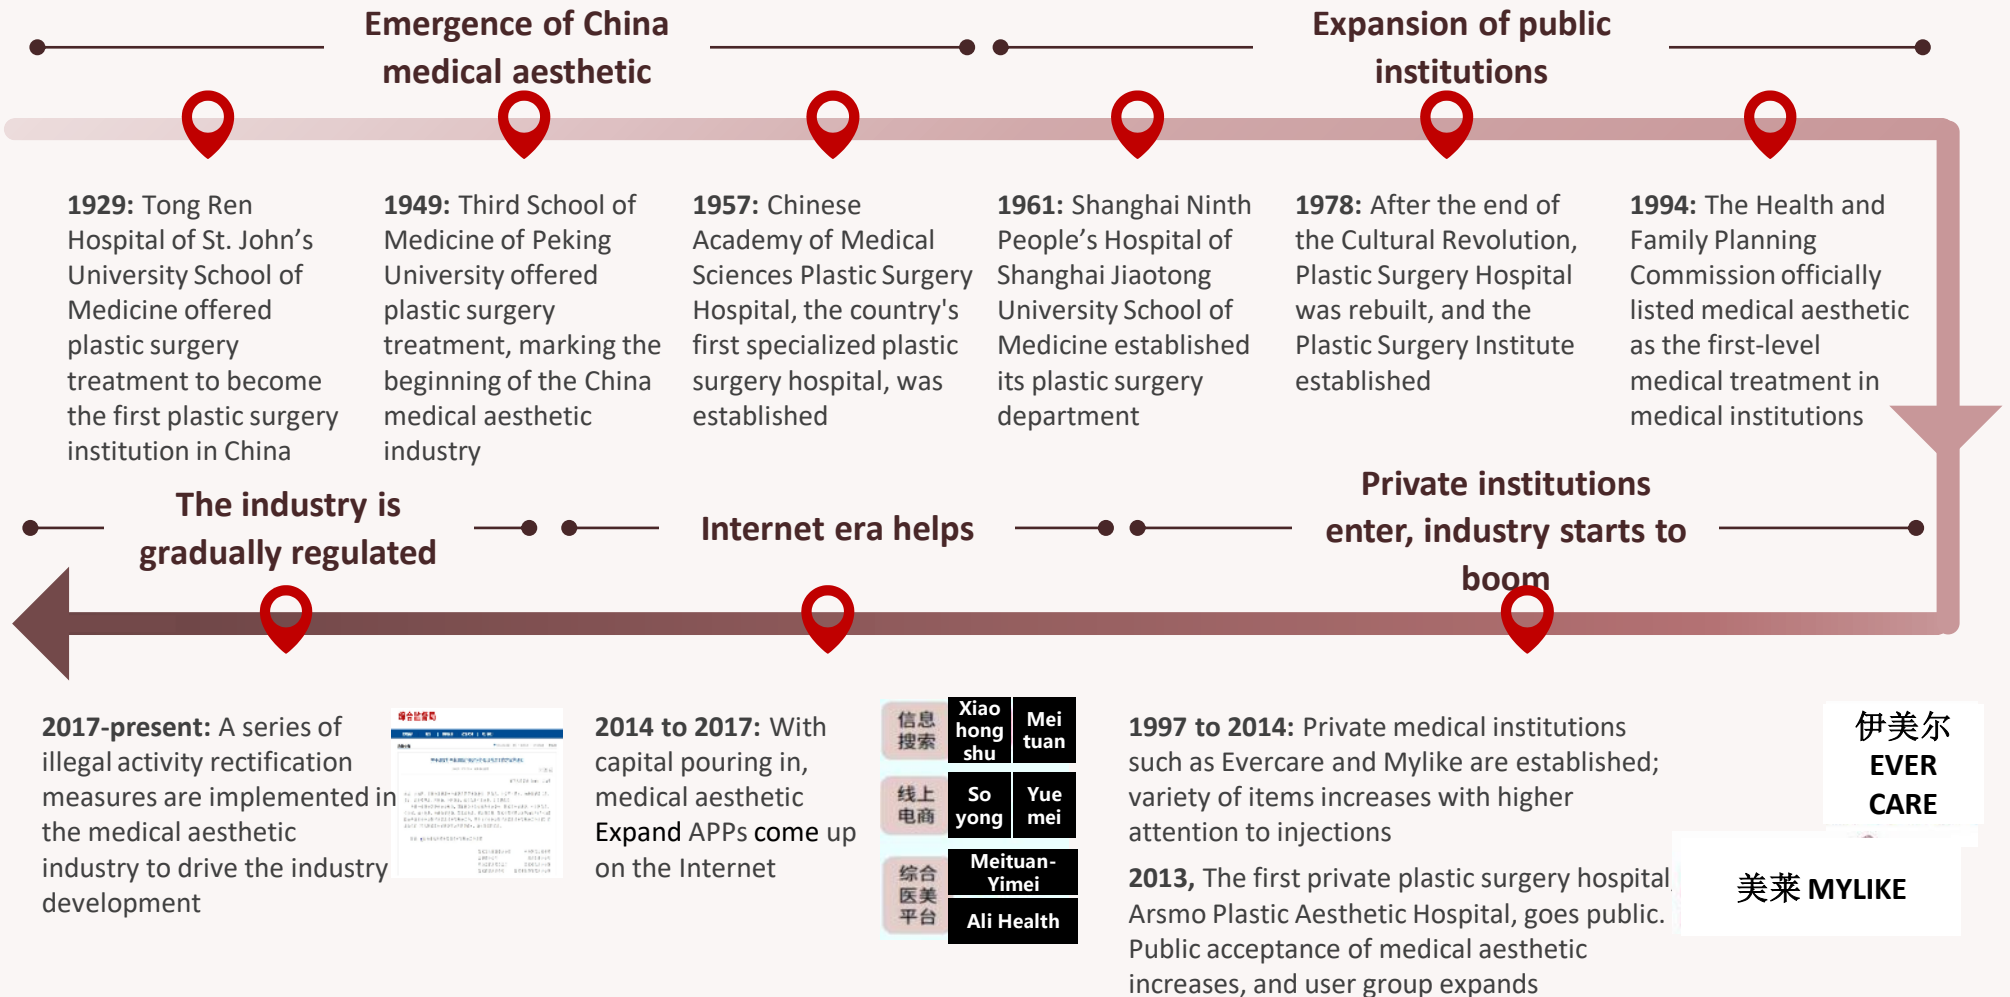 Emergence of China
medical aesthetic
Expansion of public
institutions
1929: Tong Ren
Hospital of St. John’s
University School of
Medicine offered
plastic surgery
treatment to become
the first plastic surgery
institution in China
1949: Third School of
Medicine of Peking
University offered
plastic surgery
treatment, marking the
beginning of the China
medical aesthetic
industry
1957: Chinese
Academy of Medical
Sciences Plastic Surgery
Hospital, the country's
first specialized plastic
surgery hospital, was
established
1961: Shanghai Ninth
People’s Hospital of
Shanghai Jiaotong
University School of
Medicine established
its plastic surgery
department
1978: After the end of
the Cultural Revolution,
Plastic Surgery Hospital
was rebuilt, and the
Plastic Surgery Institute
established
1994: The Health and
Family Planning
Commission officially
listed medical aesthetic
as the first-level
medical treatment in
medical institutions
The industry is
gradually regulated
Internet era helps
Private institutions
enter, industry starts to
boom
2017-present: A series of
illegal activity rectification
measures are implemented in
the medical aesthetic
industry to drive the industry
development
综合监督局
2014 to 2017: With
capital pouring in,
medical aesthetic
Expand APPs come up
on the Internet
信息
搜索
Xiao
hong
shu
Mei
tuan
线上
电商
So
yong
Yue
mei
综合
医美
平台
Meituan-
Yimei
Ali Health
1997 to 2014: Private medical institutions
such as Evercare and Mylike are established;
variety of items increases with higher
attention to injections
2013, The first private plastic surgery hospital,
Arsmo Plastic Aesthetic Hospital, goes public.
Public acceptance of medical aesthetic
increases, and user group expands
伊美尔
EVER
CARE
美莱 MYLIKE